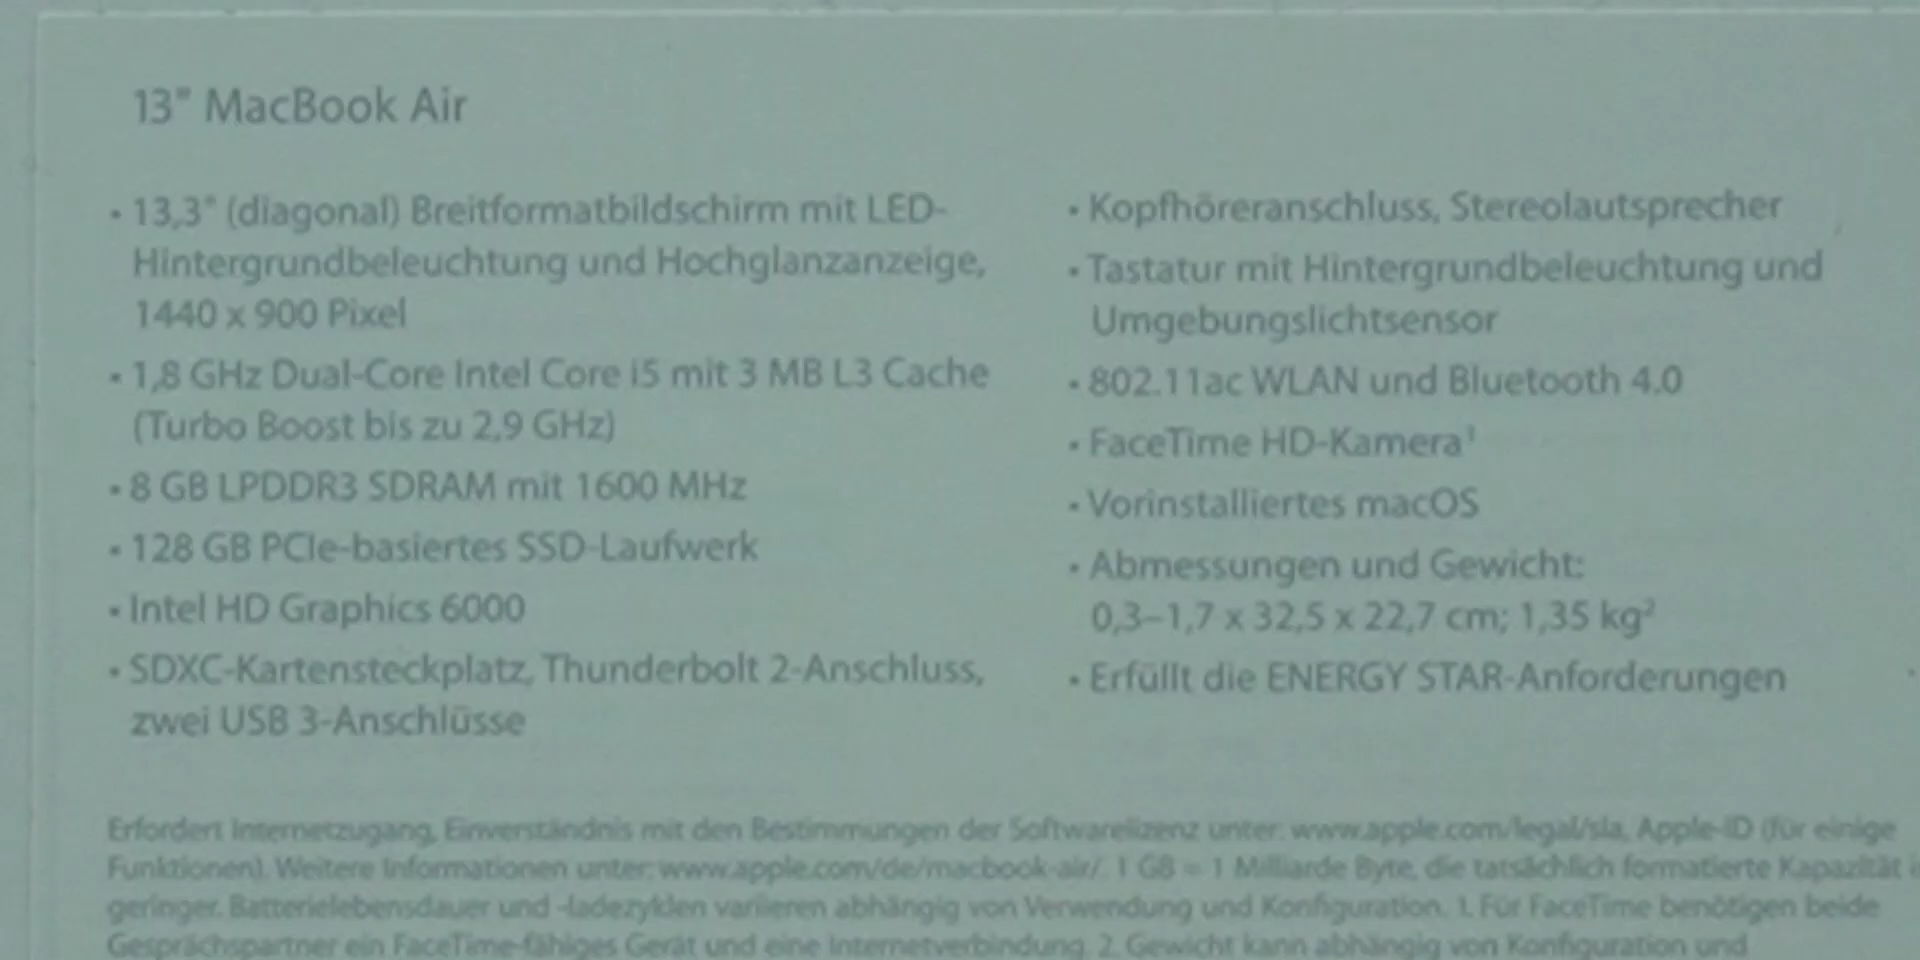 13" MacBook Air
• 13,3" (diagonal) Breitformatbildschirm mit LED-
Hintergrundbeleuchtung und Hochglanzanzeige,
1440 x 900 Pixel
• 1,8 GHz Dual-Core Intel Core i5 mit 3 MB L3 Cache
(Turbo Boost bis zu 2,9 GHz)
• 8 GB LPDDR3 SDRAM mit 1600 MHz
• 128 GB PCIe-basiertes SSD-Laufwerk
• Intel HD Graphics 6000
• SDXC-Kartensteckplatz, Thunderbolt 2-Anschluss,
zwei USB 3-Anschlüsse
• Kopfhöreranschluss, Stereolautsprecher
• Tastatur mit Hintergrundbeleuchtung und
Umgebungslichtsensor
• 802.11ac WLAN und Bluetooth 4.0
• FaceTime HD-Kamera¹
• Vorinstalliertes macOS
• Abmessungen und Gewicht:
0,3–1,7 x 32,5 x 22,7 cm; 1,35 kg²
• Erfüllt die ENERGY STAR-Anforderungen
Erfordert Internetzugang, Einverständnis mit den Bestimmungen der Softwarelizenz unter: www.apple.com/legal/sla, Apple-ID (für einige
Funktionen). Weitere Informationen unter: www.apple.com/de/macbook-air/. 1 GB = 1 Milliarde Byte, die tatsächlich formatierte Kapazität
geringer. Batterielebensdauer und -ladezyklen variieren abhängig von Verwendung und Konfiguration. 1. Für FaceTime benötigen beide
Gesprächspartner ein FaceTime-fähiges Gerät und eine Internetverbindung. 2. Gewicht kann abhängig von Konfiguration und